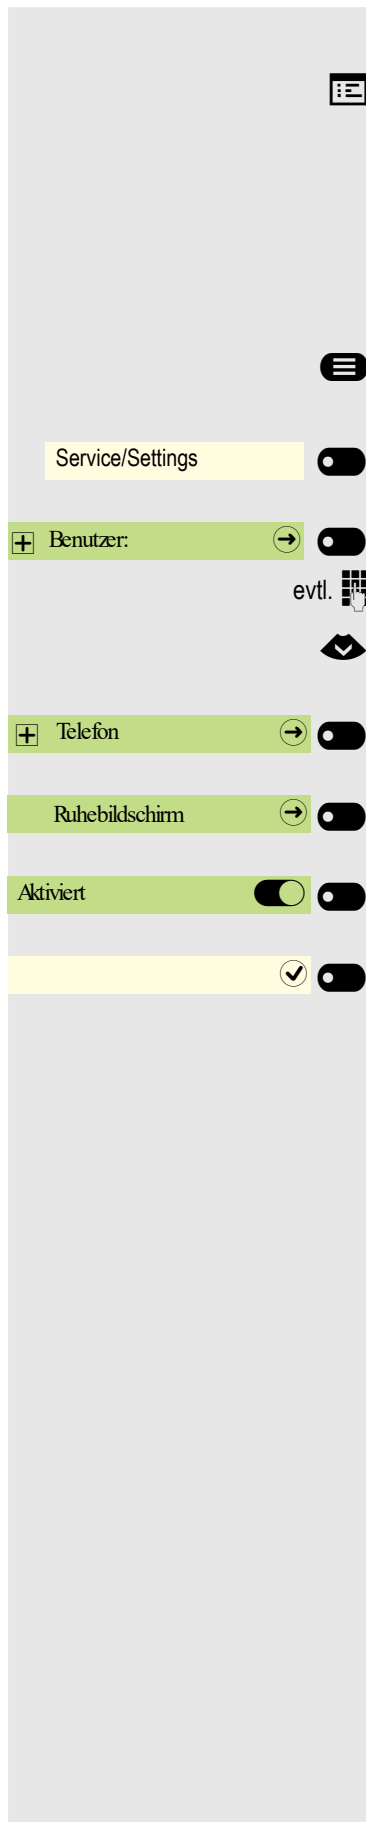 Service/Settings
Benutzer:
evtl.
Telefon
Ruhebildschirm
Aktiviert